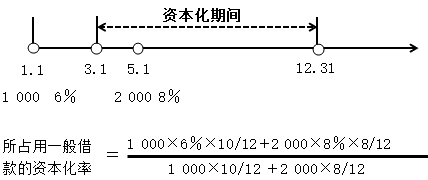 资本化期间
1.1 3.1 5.1 12.31
1 000 6% 2 000 8%
所占用一般借
款的资本化率 = 1 000×6%×10/12+2 000×8%×8/12
1 000×10/12 +2 000×8/12